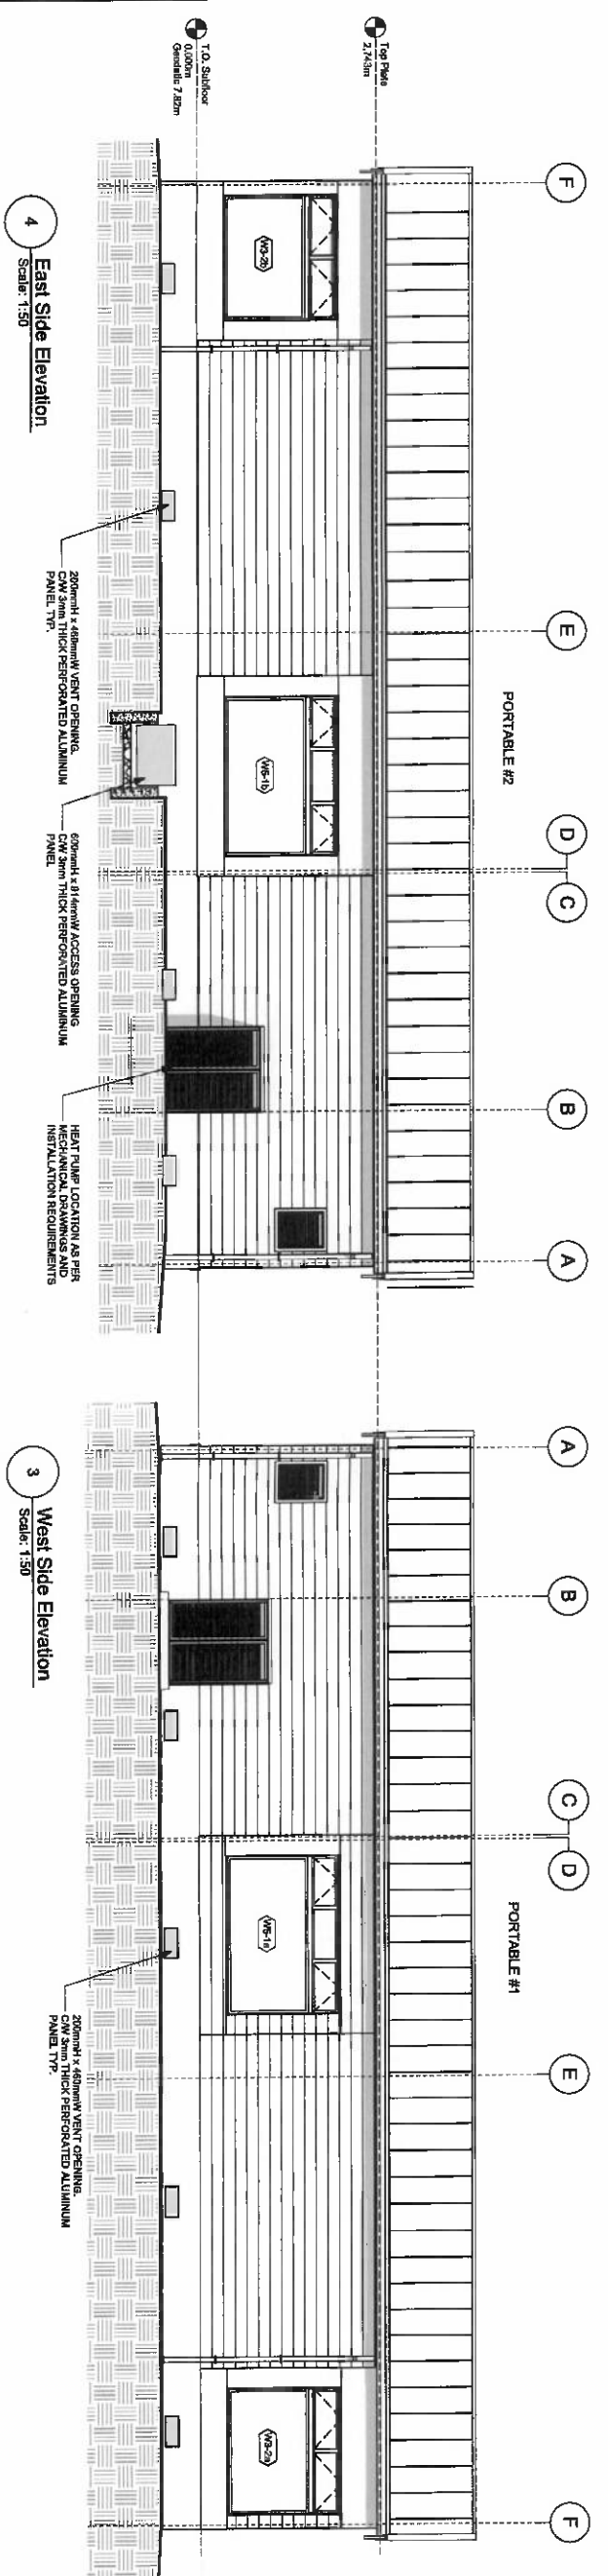 F
E
D
C
B
A
A
B
C
D
E
F
PORTABLE #2
PORTABLE #1
Top Plate
2,743m
T.O. Subfloor
0.000m
Geodetic 7.82m
W3-2b
W5-1b
W5-1a
W3-2a
200mmH x 460mmW VENT OPENING.
C/W 3mm THICK PERFORATED ALUMINUM
PANEL TYP.
600mmH x 914mmW ACCESS OPENING
C/W 3mm THICK PERFORATED ALUMINUM
PANEL
HEAT PUMP LOCATION AS PER
MECHANICAL DRAWINGS AND
INSTALLATION REQUIREMENTS
200mmH x 460mmW VENT OPENING.
C/W 3mm THICK PERFORATED ALUMINUM
PANEL TYP.
4
East Side Elevation
Scale: 1:50
3
West Side Elevation
Scale: 1:50